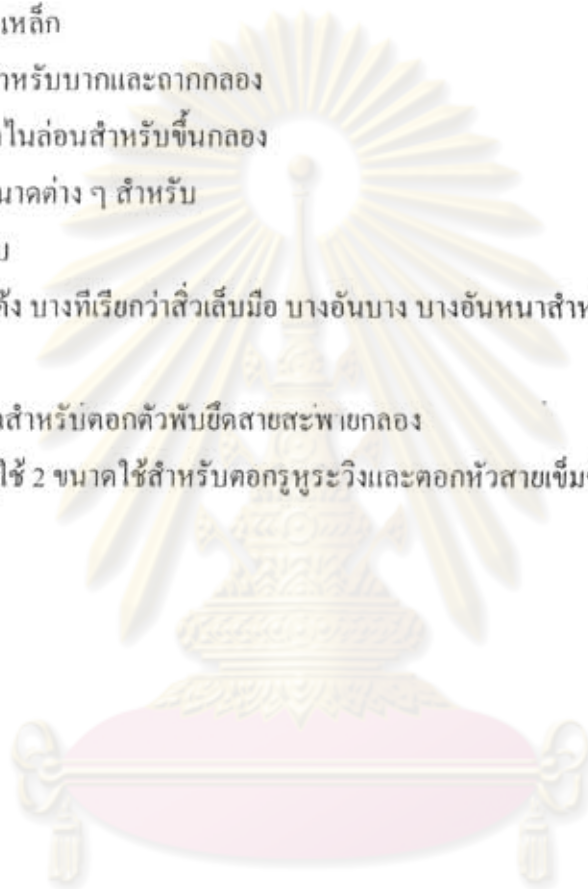 เหล็ก
ำหรับบากและถากกลอง
ไนล่อนสำหรับขึ้นกลอง
นาดต่าง ๆ สำหรับ
บางทีเรียกว่าสิ่วเล็บมือ บางอันบาง บางอันหนาสำห
สำหรับตอกตัวพับยึดสายสะพายกลอง
ใช้ 2 ขนาดใช้สำหรับตอกรูหูระวิงและตอกหัวสายเข็ม